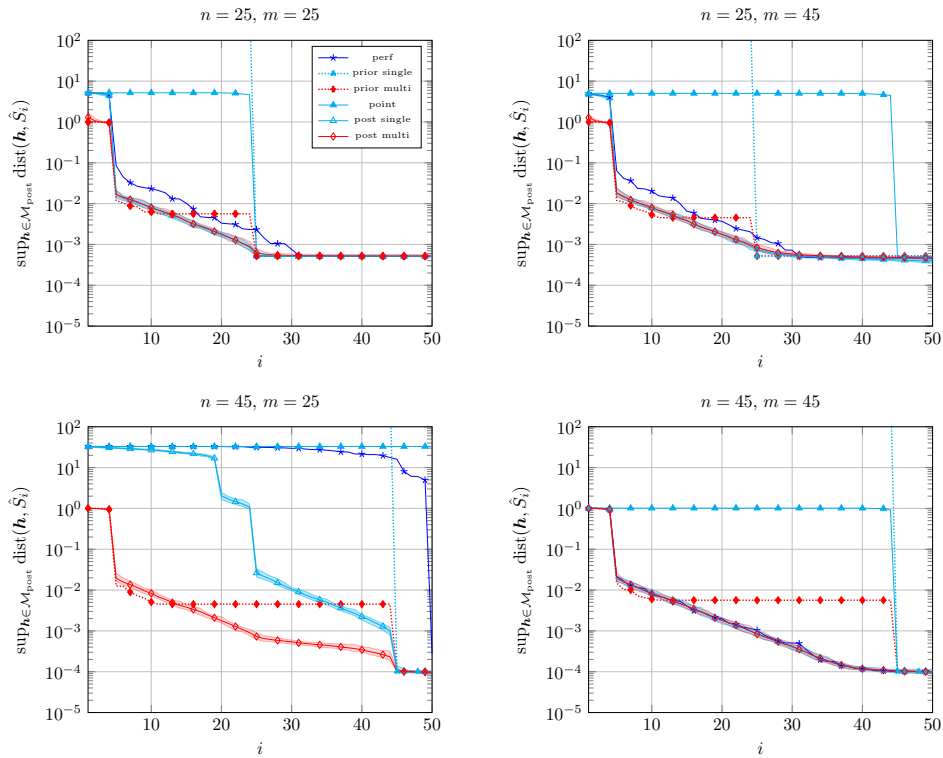 n = 25, m = 25
sup_{h∈M_post} dist(h, Ŝ_i)
10^2
10^1
10^0
10^−1
10^−2
10^−3
10^−4
10^−5
perf
prior single
prior multi
point
post single
post multi
10 20 30 40 50
i
n = 25, m = 45
sup_{h∈M_post} dist(h, Ŝ_i)
10^2
10^1
10^0
10^−1
10^−2
10^−3
10^−4
10^−5
10 20 30 40 50
i
n = 45, m = 25
sup_{h∈M_post} dist(h, Ŝ_i)
10^2
10^1
10^0
10^−1
10^−2
10^−3
10^−4
10^−5
10 20 30 40 50
i
n = 45, m = 45
sup_{h∈M_post} dist(h, Ŝ_i)
10^2
10^1
10^0
10^−1
10^−2
10^−3
10^−4
10^−5
10 20 30 40 50
i